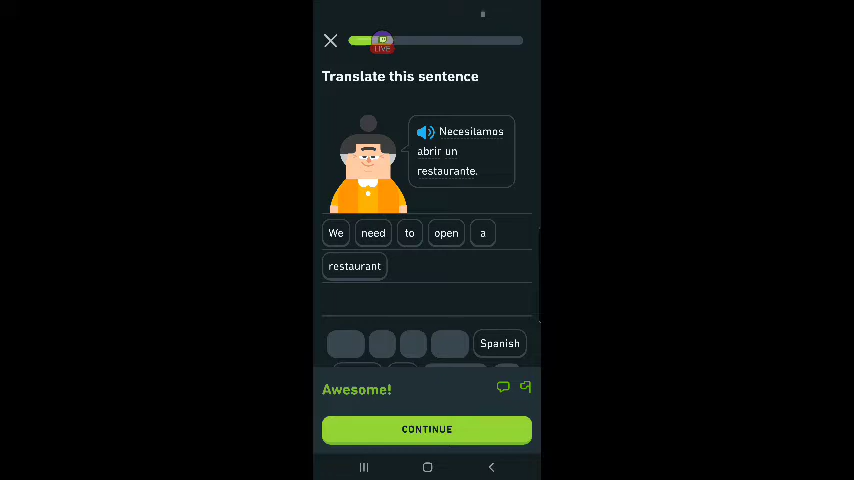 LIVE
Translate this sentence
Necesitamos
abrir un
restaurante.
We need to open a
restaurant
Spanish
Awesome!
CONTINUE